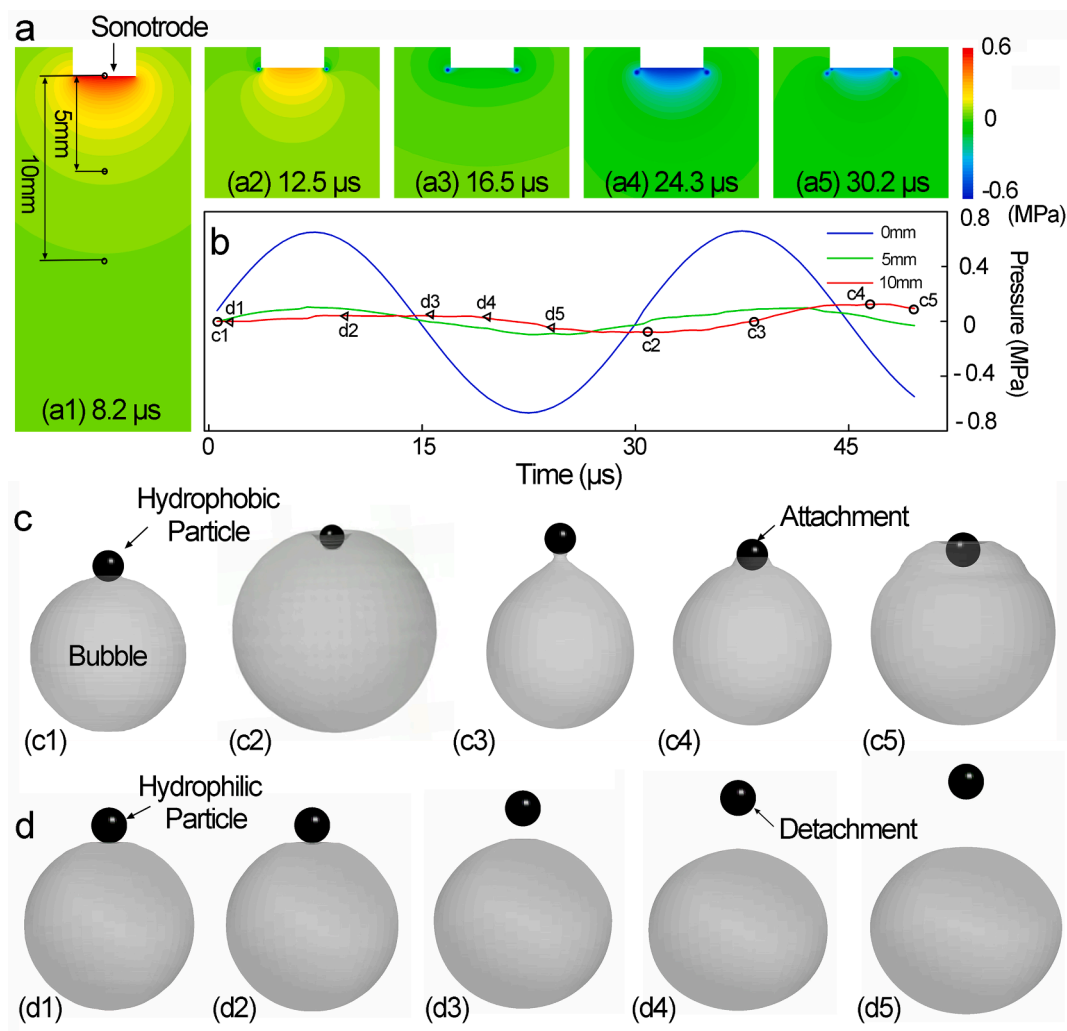 a
Sonotrode
5mm
10mm
(a1) 8.2 μs
(a2) 12.5 μs
(a3) 16.5 μs
(a4) 24.3 μs
(a5) 30.2 μs
0.6
0
-0.6
(MPa)
b
0mm
5mm
10mm
c1
d1
d2
d3
d4
d5
c2
c3
c4
c5
0.8
0.4
0
-0.4
-0.8
Pressure (MPa)
0
15
30
45
Time (μs)
c
Hydrophobic
Particle
Bubble
Attachment
(c1)
(c2)
(c3)
(c4)
(c5)
d
Hydrophilic
Particle
Detachment
(d1)
(d2)
(d3)
(d4)
(d5)